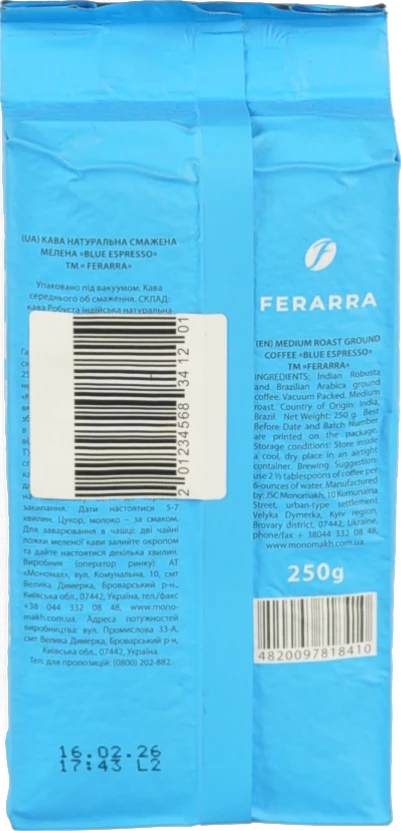 (UA) КАВА НАТУРАЛЬНА СМАЖЕНА
МЕЛЕНА «BLUE ESPRESSO»
ТМ « FERARRA»
Упаковано під вакуумом. Кава
середнього об смаження. СКЛАД:
кава Робуста індійська натуральна
2 01234568 34 12 01
запикання. Дати настоятися 5-7
хвилин. Цукор, молоко – за смаком.
Для заварювання в чашці: дві чайні
ложки меленої кави залийте окропом
та дайте настоятися декілька хвилин.
Виробник (оператор ринку): АТ
«Мономах», вул. Комунальна, 10, смт
Велика Димерка, Броварський р-н,
Київська обл., 07442, Україна, тел./факс
+38 044 332 08 48, www.mono-
makh.com.ua. Адреса потужностей
виробництва: вул. Промислова 33-А,
смт Велика Димерка, Броварський р-н,
Київська обл., 07442, Україна.
Тел. для пропозицій: (0800) 202-882.
16.02.26
17:43 L2
FERARRA
(EN) MEDIUM ROAST GROUND
COFFEE «BLUE ESPRESSO»
TM «FERARRA»
INGREDIENTS: Indian Robusta
and Brazilian Arabica ground
coffee. Vacuum Packed. Medium
roast. Country of Origin: India,
Brazil. Net Weight: 250 g. Best
Before Date and Batch Number
are printed on the package.
Storage conditions: Store inside
a cool, dry place in an airtight
container. Brewing Suggestion:
use 2 ½ tablespoons of coffee per
6 ounces of water. Manufactured
by: JSC Monomakh, 10 Komunalna
Street, urban-type settlement
Velyka Dymerka, Kyiv region,
Brovary district, 07442, Ukraine,
phone/fax + 38044 332 08 48,
www.monomakh.com.ua
250g
4820097818410